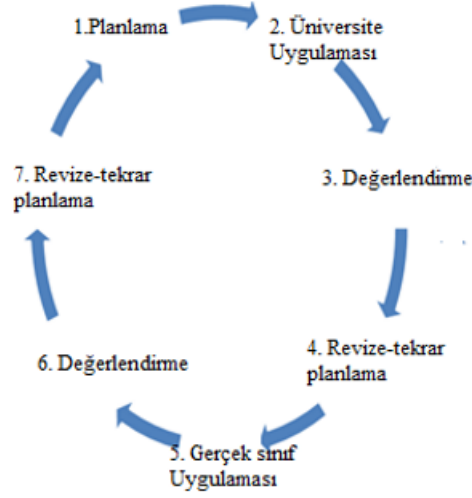 1.Planlama
2. Üniversite
Uygulaması
3. Değerlendirme
4. Revize-tekrar
planlama
5. Gerçek sınıf
Uygulaması
6. Değerlendirme
7. Revize-tekrar
planlama